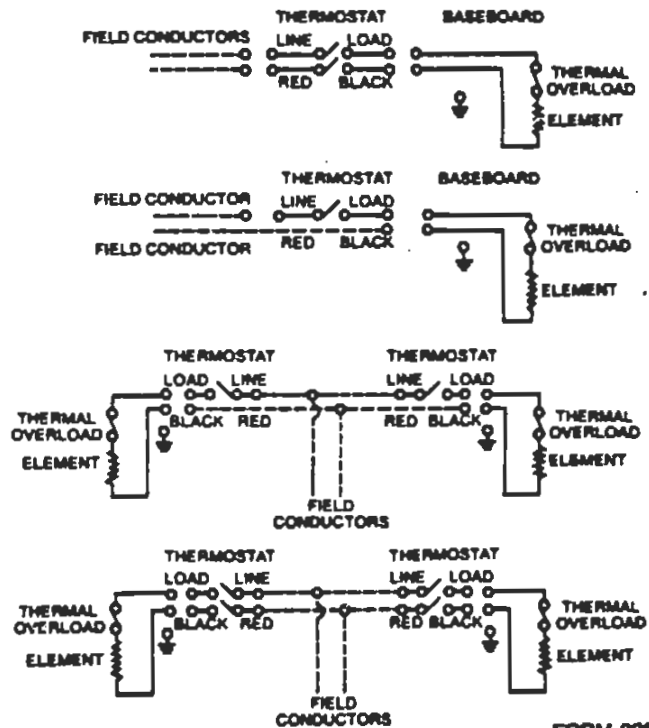 THERMOSTAT BASEBOARD
FIELD CONDUCTORS LINE LOAD
RED BLACK
THERMAL
OVERLOAD
ELEMENT
THERMOSTAT BASEBOARD
FIELD CONDUCTOR LINE LOAD
FIELD CONDUCTOR RED BLACK
THERMAL
OVERLOAD
ELEMENT
THERMOSTAT THERMOSTAT
LOAD LINE LINE LOAD
THERMAL BLACK RED RED BLACK THERMAL
OVERLOAD OVERLOAD
ELEMENT ELEMENT
FIELD
CONDUCTORS
THERMOSTAT THERMOSTAT
LOAD LINE LINE LOAD
THERMAL THERMAL
OVERLOAD BLACK RED RED BLACK OVERLOAD
ELEMENT ELEMENT
FIELD
CONDUCTORS